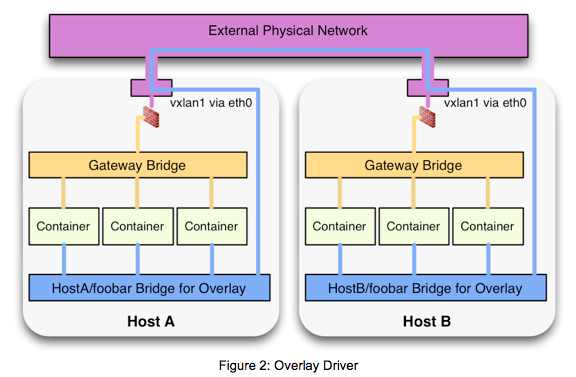 External Physical Network
vxlan1 via eth0
vxlan1 via eth0
Gateway Bridge
Gateway Bridge
Container
Container
Container
Container
Container
Container
HostA/foobar Bridge for Overlay
HostB/foobar Bridge for Overlay
Host A
Host B
Figure 2: Overlay Driver